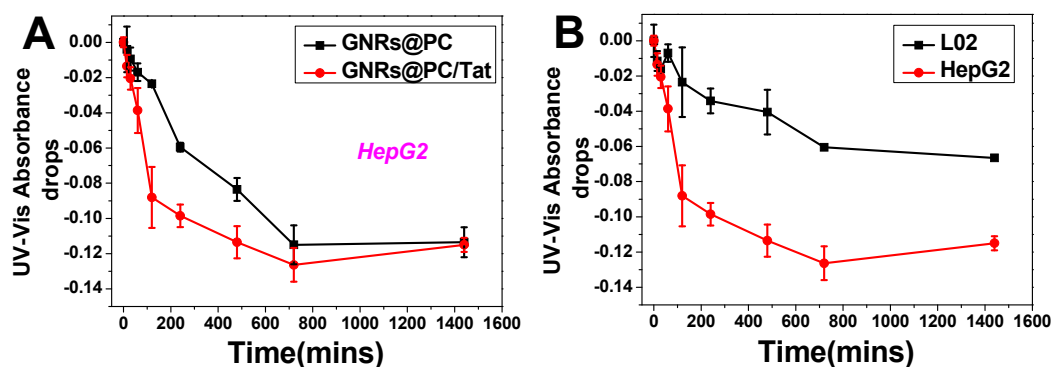 A
GNRs@PC
GNRs@PC/Tat
HepG2
UV-Vis Absorbance
drops
0.00
-0.02
-0.04
-0.06
-0.08
-0.10
-0.12
-0.14
0 200 400 600 800 1000 1200 1400 1600
Time(mins)
B
L02
HepG2
UV-Vis Absorbance
drops
0.00
-0.02
-0.04
-0.06
-0.08
-0.10
-0.12
-0.14
0 200 400 600 800 1000 1200 1400 1600
Time(mins)